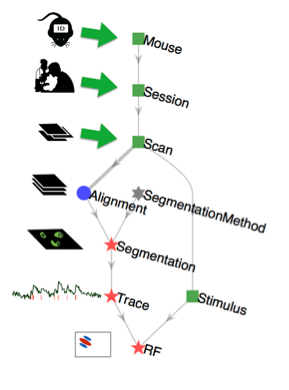 ID
Mouse
Session
Scan
Alignment
SegmentationMethod
Segmentation
Trace
Stimulus
RF